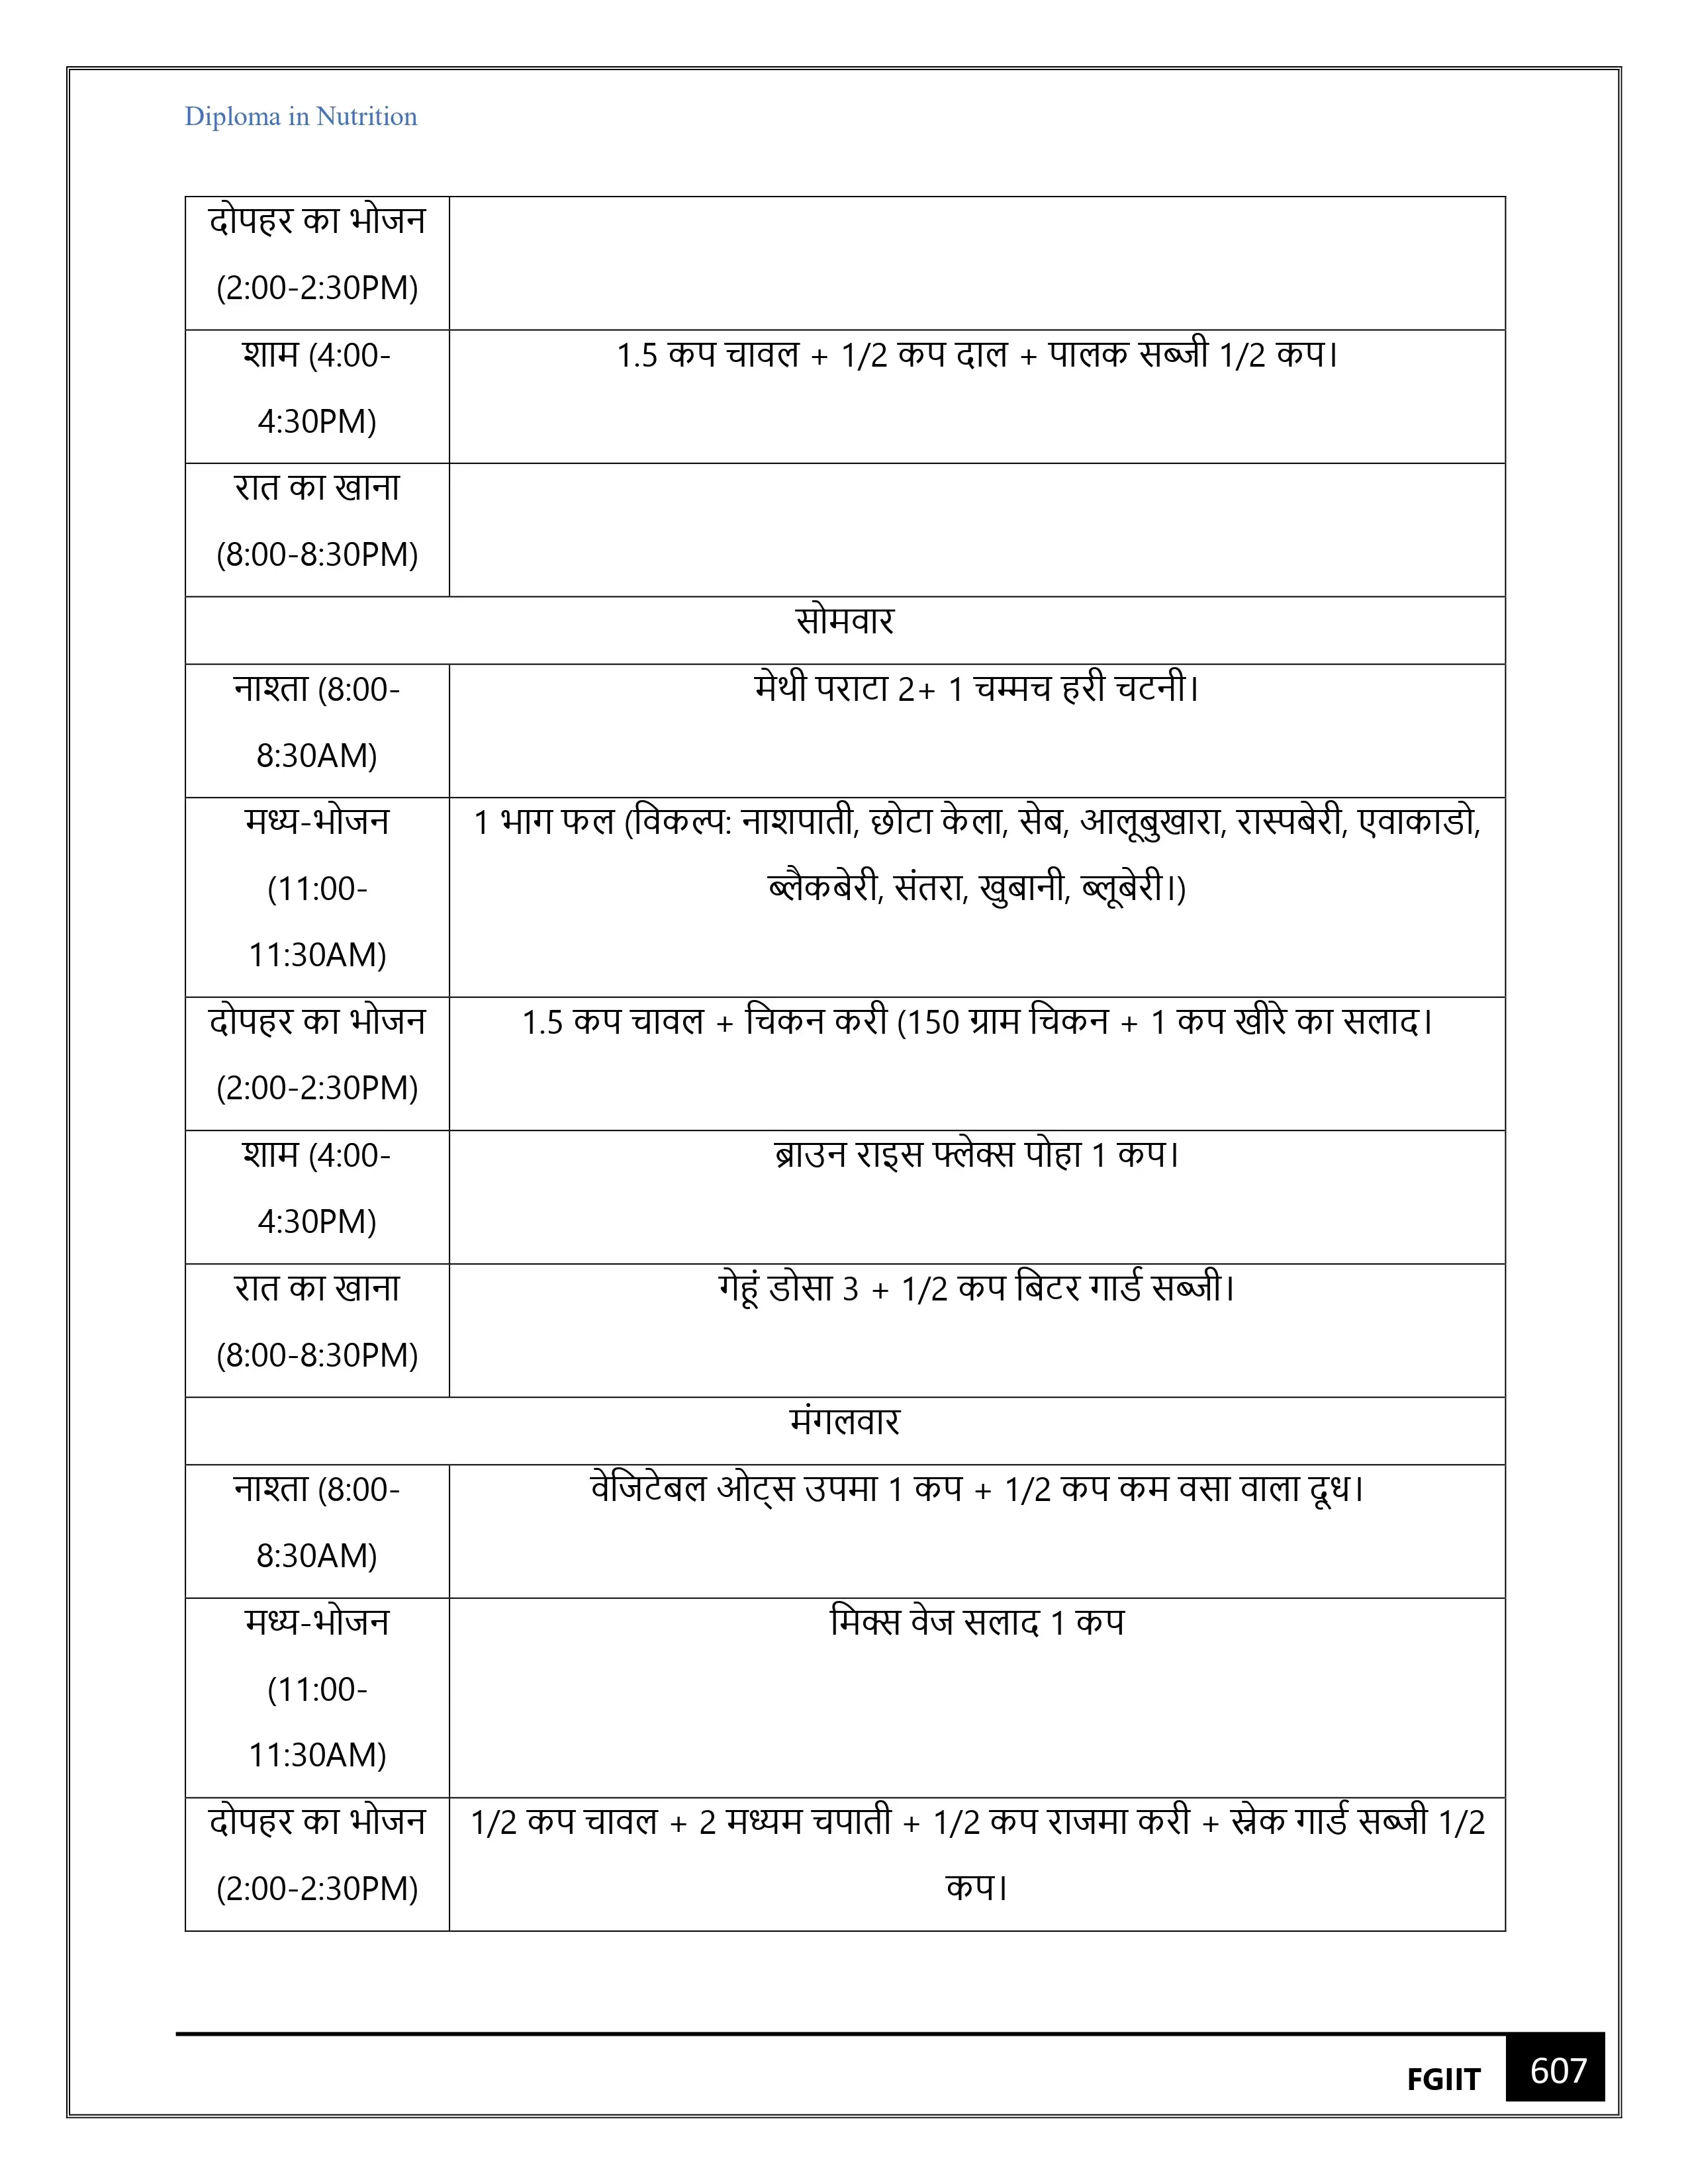 Diploma in Nutrition
दोपहर का भोजन
(2:00-2:30PM)
शाम (4:00-
4:30PM)
1.5 कप चावल + 1/2 कप दाल + पालक सब्जी 1/2 कप।
रात का खाना
(8:00-8:30PM)
सोमवार
नाश्ता (8:00-
8:30AM)
मेथी पराटा 2+ 1 चम्मच हरी चटनी।
मध्य-भोजन
(11:00-
11:30AM)
1 भाग फल (विकल्प: नाशपाती, छोटा केला, सेब, आलूबुखारा, रास्पबेरी, एवाकाडो,
ब्लैकबेरी, संतरा, खुबानी, ब्लूबेरी।)
दोपहर का भोजन
(2:00-2:30PM)
1.5 कप चावल + चिकन करी (150 ग्राम चिकन + 1 कप खीरे का सलाद।
शाम (4:00-
4:30PM)
ब्राउन राइस फ्लेक्स पोहा 1 कप।
रात का खाना
(8:00-8:30PM)
गेहूं डोसा 3 + 1/2 कप बिटर गार्ड सब्जी।
मंगलवार
नाश्ता (8:00-
8:30AM)
वेजिटेबल ओट्स उपमा 1 कप + 1/2 कप कम वसा वाला दूध।
मध्य-भोजन
(11:00-
11:30AM)
मिक्स वेज सलाद 1 कप
दोपहर का भोजन
(2:00-2:30PM)
1/2 कप चावल + 2 मध्यम चपाती + 1/2 कप राजमा करी + स्नेक गार्ड सब्जी 1/2
कप।
FGIIT
607